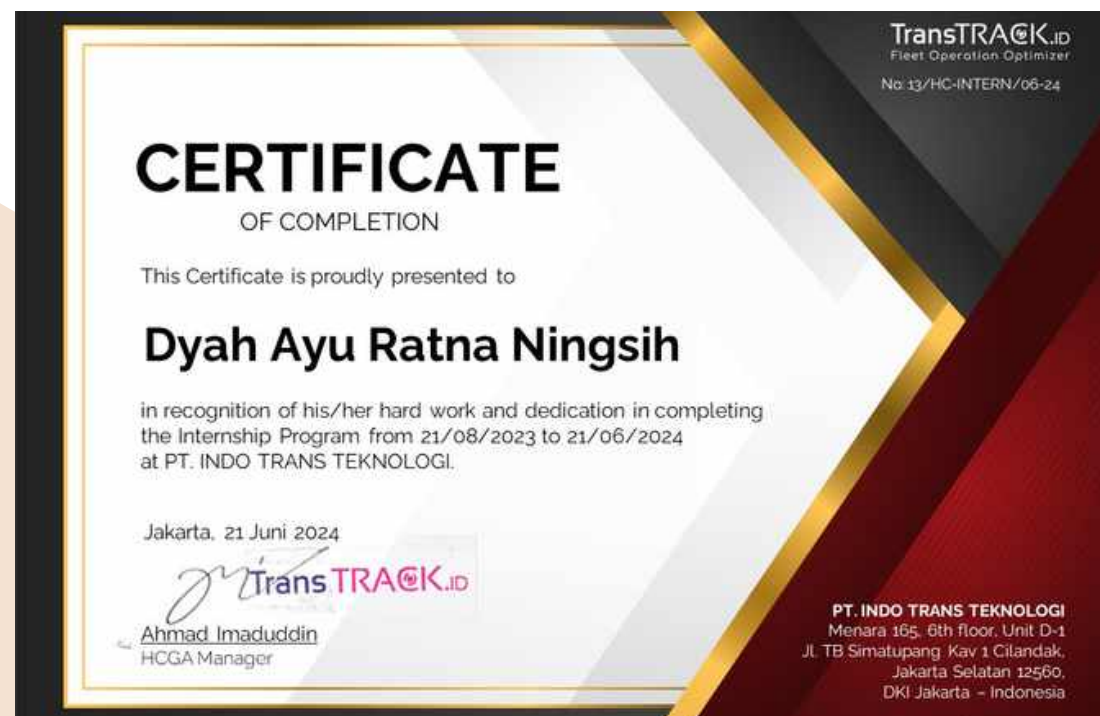 TransTRACK.ID
Fleet Operation Optimizer
No: 13/HC-INTERN/06-24
CERTIFICATE
OF COMPLETION
This Certificate is proudly presented to
Dyah Ayu Ratna Ningsih
in recognition of his/her hard work and dedication in completing
the Internship Program from 21/08/2023 to 21/06/2024
at PT. INDO TRANS TEKNOLOGI.
Jakarta, 21 Juni 2024
TransTRACK.ID
Ahmad Imaduddin
HCGA Manager
PT. INDO TRANS TEKNOLOGI
Menara 165, 6th floor, Unit D-1
Jl. TB Simatupang Kav 1 Cilandak,
Jakarta Selatan 12560,
DKI Jakarta – Indonesia